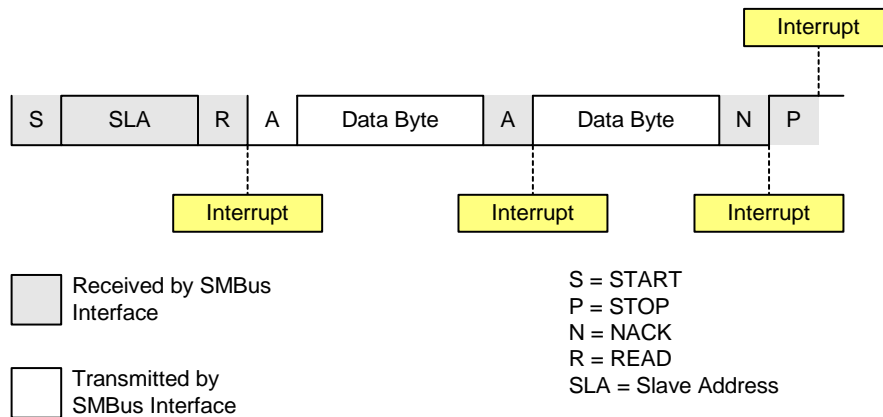 Interrupt
S SLA R A Data Byte A Data Byte N P
Interrupt Interrupt Interrupt
Received by SMBus
Interface
Transmitted by
SMBus Interface
S = START
P = STOP
N = NACK
R = READ
SLA = Slave Address